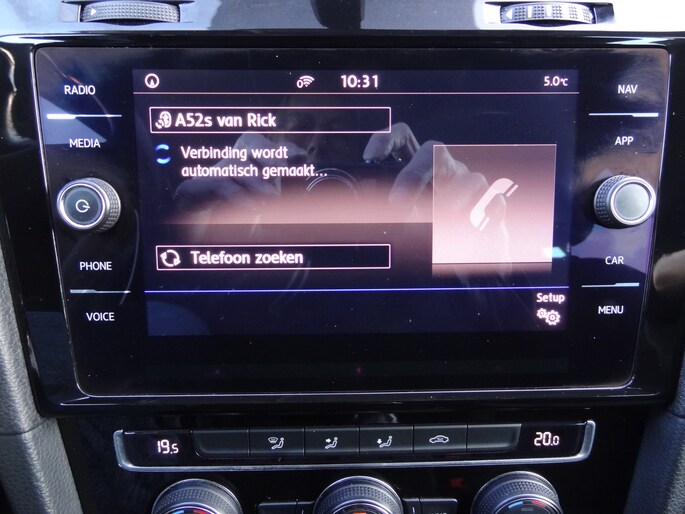 0 10:31 5.0°C
RADIO
NAV
A52s van Rick
MEDIA
APP
Verbinding wordt
automatisch gemaakt...
PHONE
Telefoon zoeken
CAR
VOICE
Setup
MENU
19.5 20.0